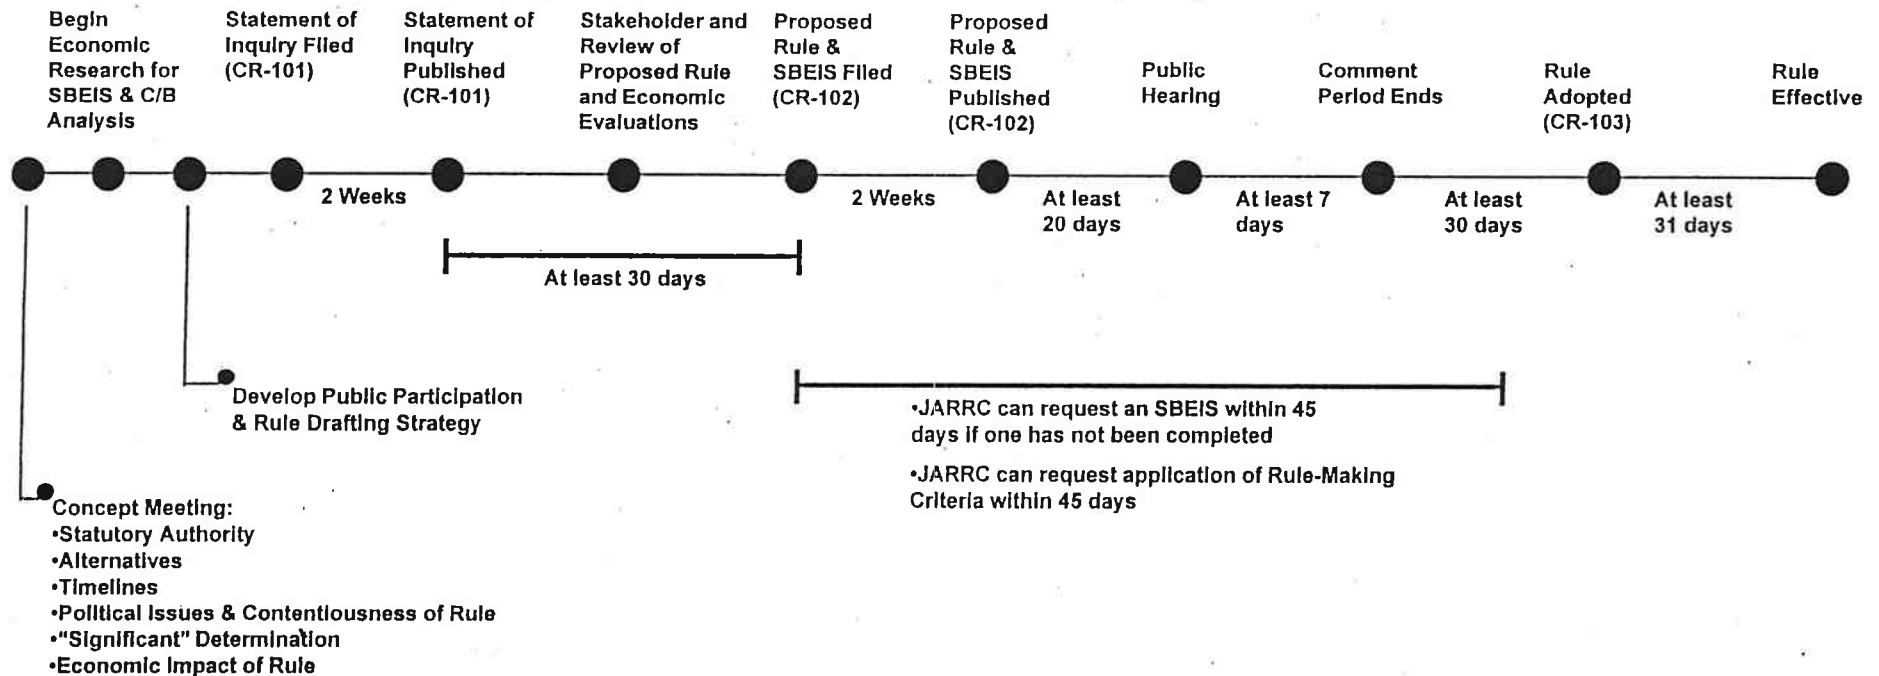 Begin
Economic
Research for
SBEIS & C/B
Analysis
Statement of
Inquiry Filed
(CR-101)
Statement of
Inquiry
Published
(CR-101)
Stakeholder and
Review of
Proposed Rule
and Economic
Evaluations
Proposed
Rule &
SBEIS Filed
(CR-102)
Proposed
Rule &
SBEIS
Published
(CR-102)
Public
Hearing
Comment
Period Ends
Rule
Adopted
(CR-103)
Rule
Effective
2 Weeks
2 Weeks
At least
20 days
At least 7
days
At least
30 days
At least
31 days
At least 30 days
Develop Public Participation
& Rule Drafting Strategy
•JARRC can request an SBEIS within 45
days if one has not been completed
•JARRC can request application of Rule-Making
Criteria within 45 days
Concept Meeting:
•Statutory Authority
•Alternatives
•Timelines
•Political Issues & Contentiousness of Rule
•"Significant" Determination
•Economic Impact of Rule